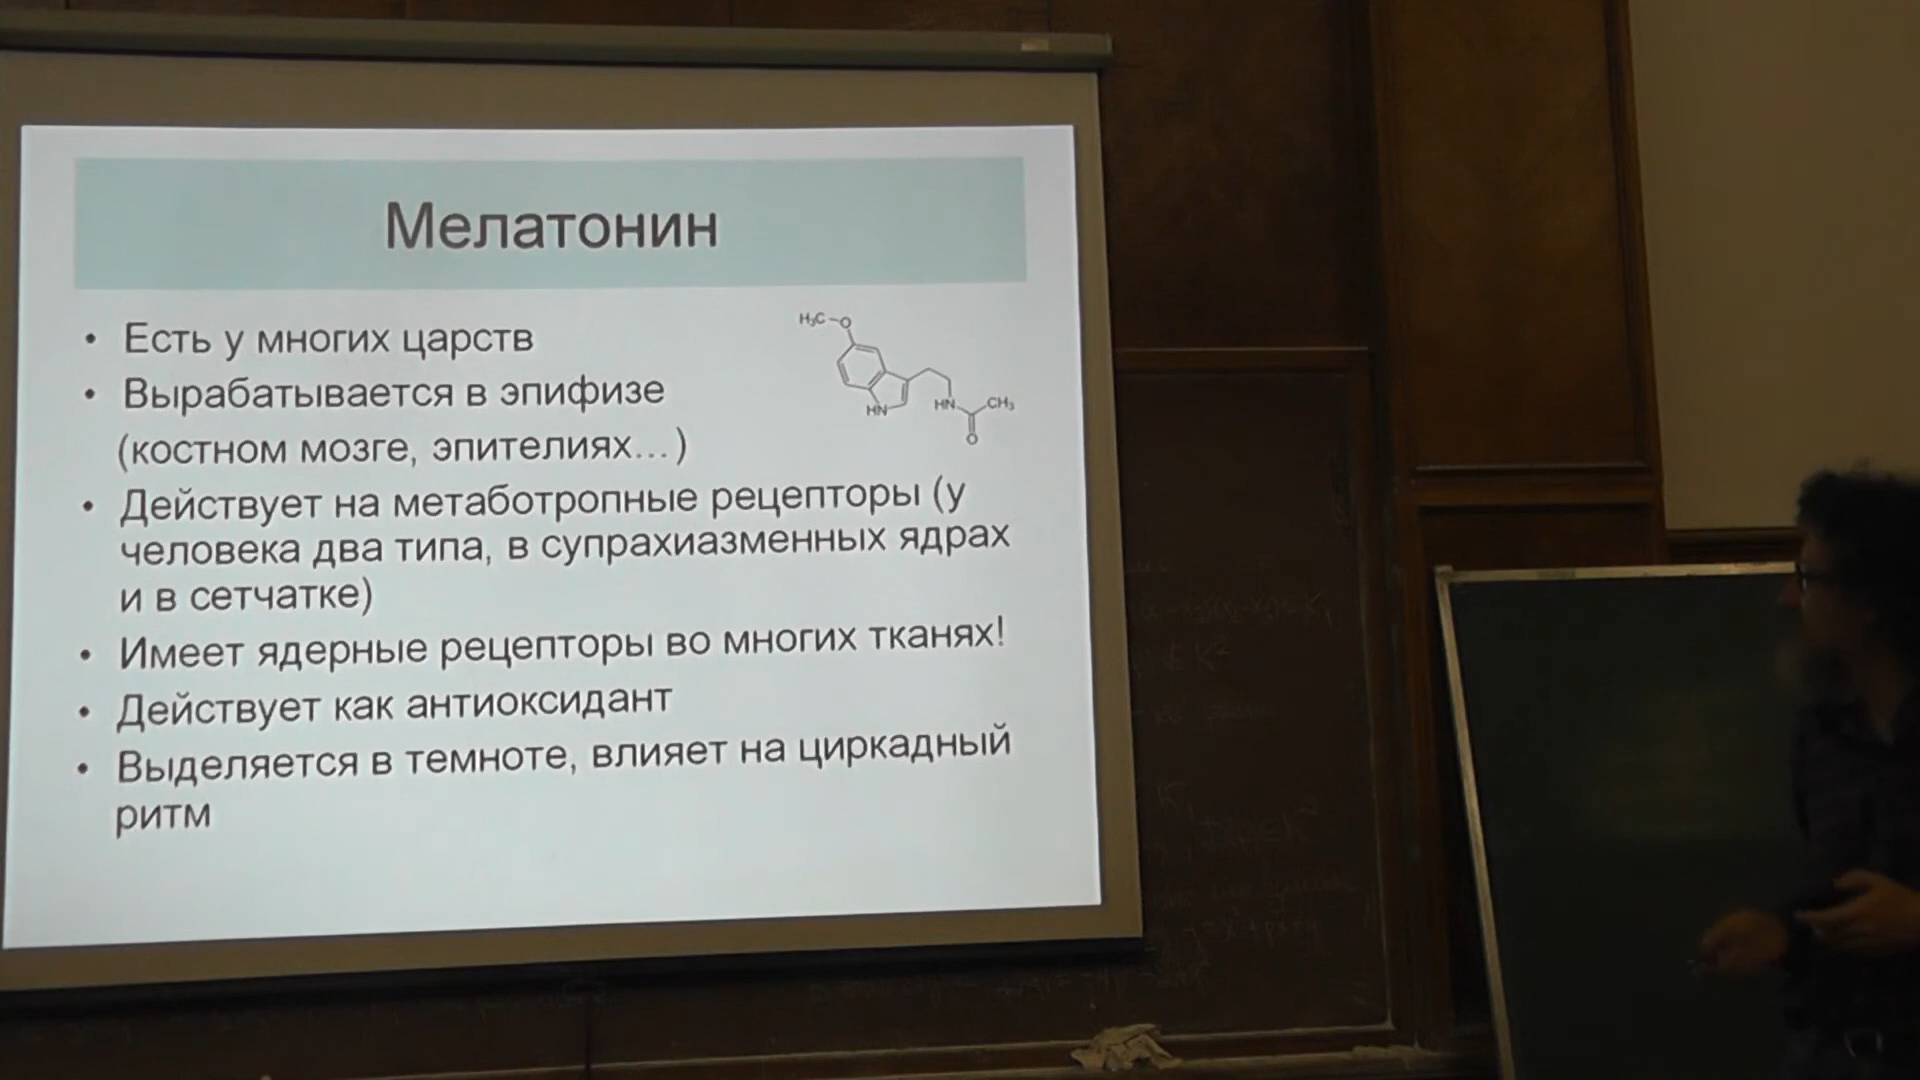 Мелатонин
• Есть у многих царств
• Вырабатывается в эпифизе
(костном мозге, эпителиях...)
• Действует на метаботропные рецепторы (у
человека два типа, в супрахиазменных ядрах
и в сетчатке)
• Имеет ядерные рецепторы во многих тканях!
• Действует как антиоксидант
• Выделяется в темноте, влияет на циркадный
ритм
H₃C-O
HN
HN
CH₃
O